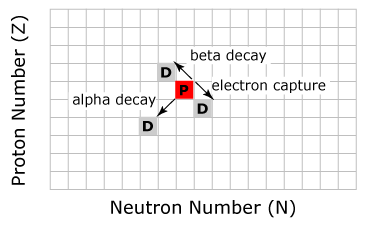 Proton Number (Z)
beta decay
D
electron capture
P
alpha decay
D
D
Neutron Number (N)